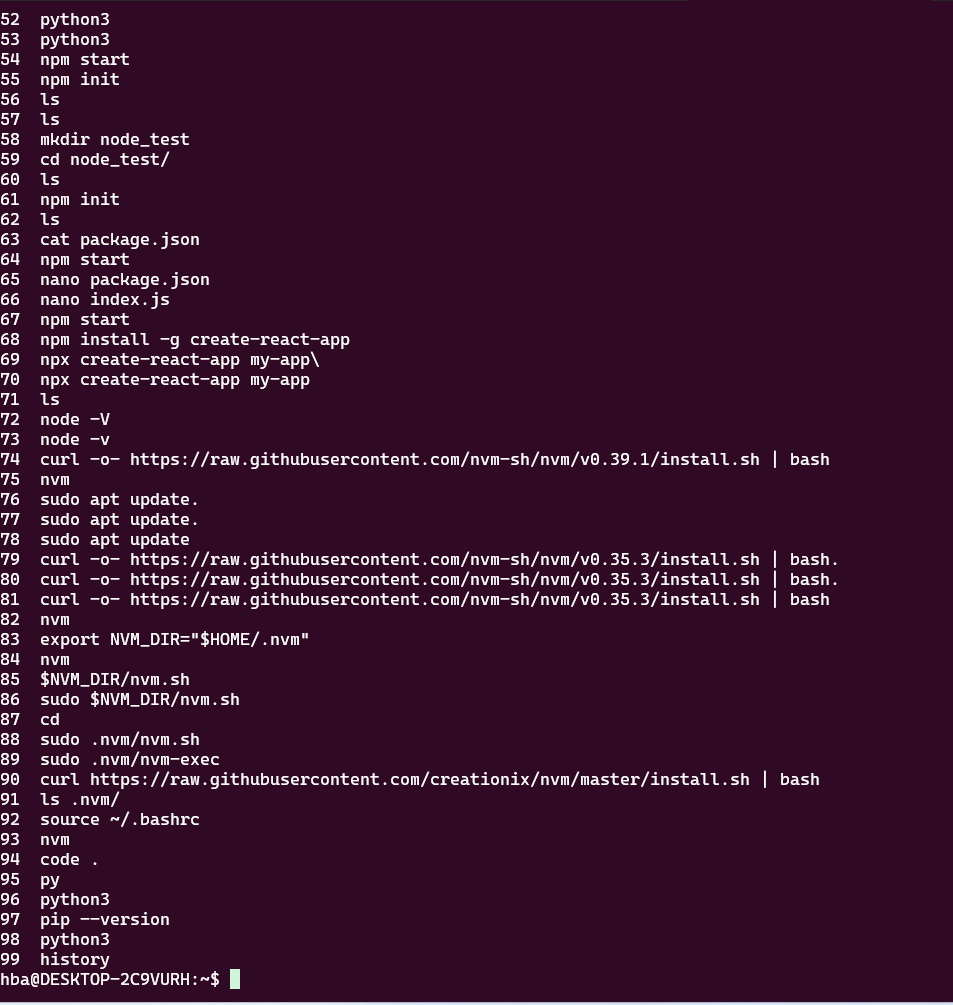 52 python3
53 python3
54 npm start
55 npm init
56 ls
57 ls
58 mkdir node_test
59 cd node_test/
60 ls
61 npm init
62 ls
63 cat package.json
64 npm start
65 nano package.json
66 nano index.js
67 npm start
68 npm install -g create-react-app
69 npx create-react-app my-app\
70 npx create-react-app my-app
71 ls
72 node -V
73 node -v
74 curl -o- https://raw.githubusercontent.com/nvm-sh/nvm/v0.39.1/install.sh | bash
75 nvm
76 sudo apt update.
77 sudo apt update.
78 sudo apt update
79 curl -o- https://raw.githubusercontent.com/nvm-sh/nvm/v0.35.3/install.sh | bash.
80 curl -o- https://raw.githubusercontent.com/nvm-sh/nvm/v0.35.3/install.sh | bash.
81 curl -o- https://raw.githubusercontent.com/nvm-sh/nvm/v0.35.3/install.sh | bash
82 nvm
83 export NVM_DIR="$HOME/.nvm"
84 nvm
85 $NVM_DIR/nvm.sh
86 sudo $NVM_DIR/nvm.sh
87 cd
88 sudo .nvm/nvm.sh
89 sudo .nvm/nvm-exec
90 curl https://raw.githubusercontent.com/creationix/nvm/master/install.sh | bash
91 ls .nvm/
92 source ~/.bashrc
93 nvm
94 code .
95 py
96 python3
97 pip --version
98 python3
99 history
hba@DESKTOP-2C9VURH:~$